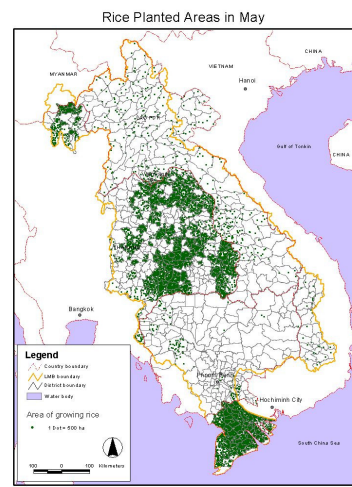 Rice Planted Areas in May
CHINA
VIETNAM
MYANMAR
Hanoi
Gulf of Tonkin
CHINA
Bangkok
Phnom Penh
Hochiminh City
South China Sea
Legend
Country boundary
LMB boundary
District boundary
Water body
Area of growing rice
1 Dot = 500 ha
100 0 100 Kilometers